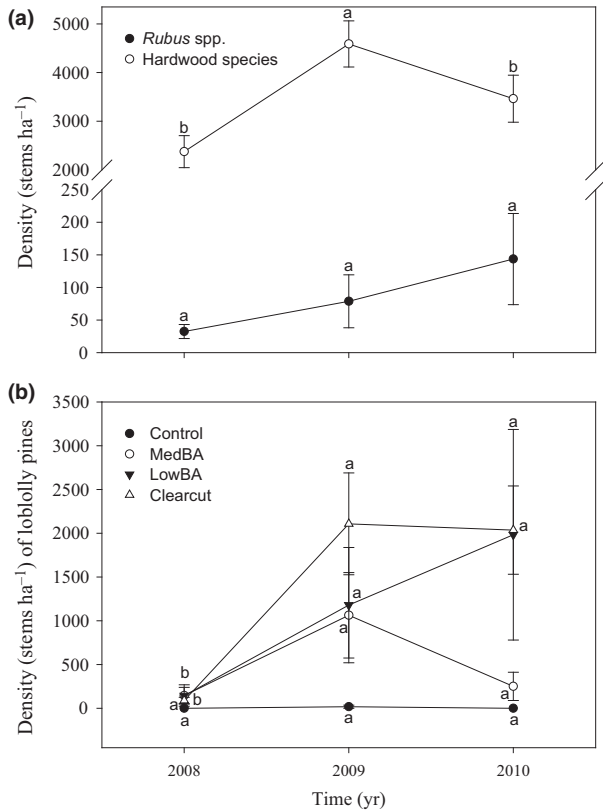 (a)
Rubus spp.
Hardwood species
a
b
b
a
a
a
5000
4000
3000
2000
250
200
150
100
50
0
Density (stems ha⁻¹)
(b)
Control
MedBA
LowBA
Clearcut
a
a
a
a
a
a
b
a
b
a
a
a
3500
3000
2500
2000
1500
1000
500
0
Density (stems ha⁻¹) of loblolly pines
2008
2009
2010
Time (yr)